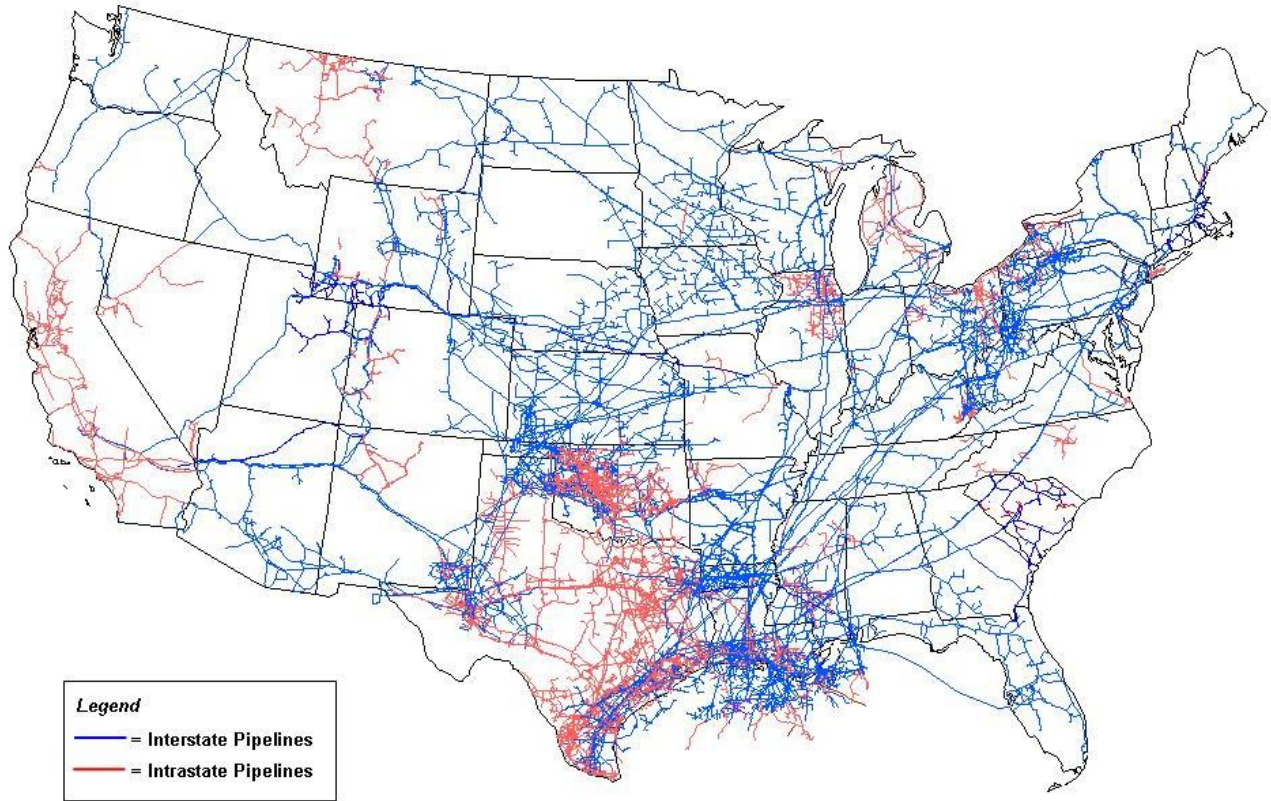 Legend
= Interstate Pipelines
= Intrastate Pipelines